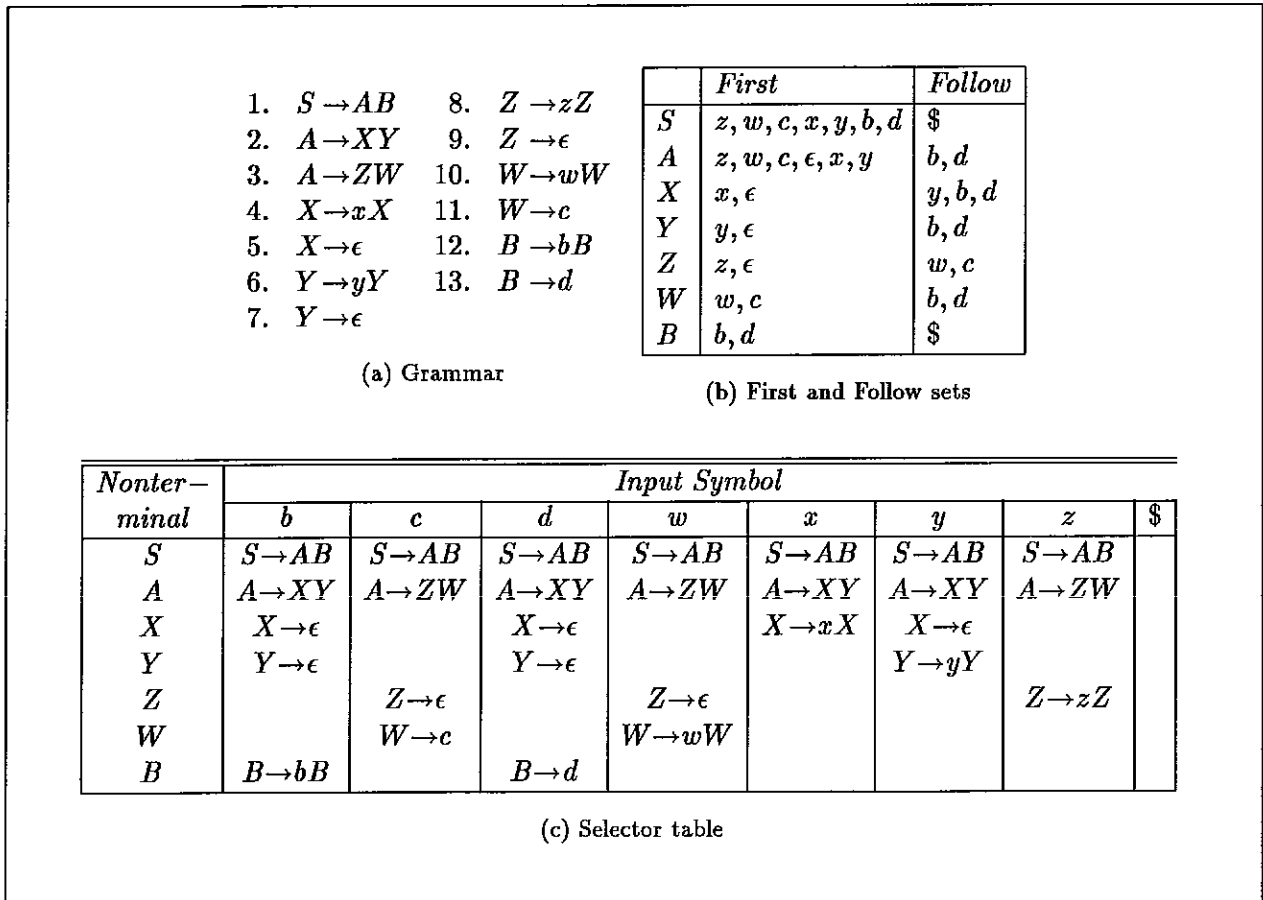 1. S→AB 8. Z→zZ
2. A→XY 9. Z→ϵ
3. A→ZW 10. W→wW
4. X→xX 11. W→c
5. X→ϵ 12. B→bB
6. Y→yY 13. B→d
7. Y→ϵ
(a) Grammar
First Follow
S z, w, c, x, y, b, d $
A z, w, c, ϵ, x, y b, d
X x, ϵ y, b, d
Y y, ϵ b, d
Z z, ϵ w, c
W w, c b, d
B b, d $
(b) First and Follow sets
Nonter− Input Symbol
minal b c d w x y z $
S S→AB S→AB S→AB S→AB S→AB S→AB S→AB
A A→XY A→ZW A→XY A→ZW A→XY A→XY A→ZW
X X→ϵ X→ϵ X→xX X→ϵ
Y Y→ϵ Y→ϵ Y→yY
Z Z→ϵ Z→ϵ Z→zZ
W W→c W→wW
B B→bB B→d
(c) Selector table